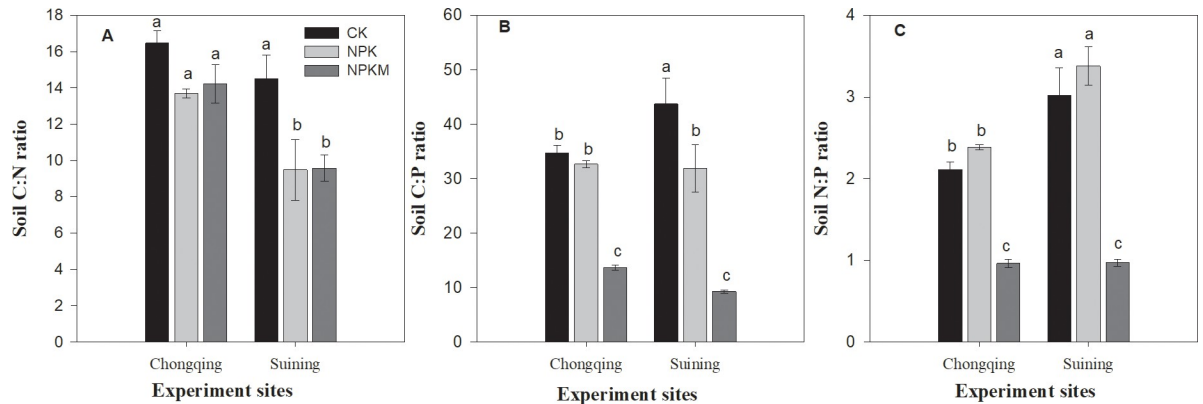 A
CK
NPK
NPKM
18
16
14
12
10
8
6
4
2
0
Soil C:N ratio
a
a
a
a
b
b
Chongqing Suining
Experiment sites
B
60
50
40
30
20
10
0
Soil C:P ratio
b
b
c
a
b
c
Chongqing Suining
Experiment sites
C
4
3
2
1
0
Soil N:P ratio
b
b
c
a
a
c
Chongqing Suining
Experiment sites